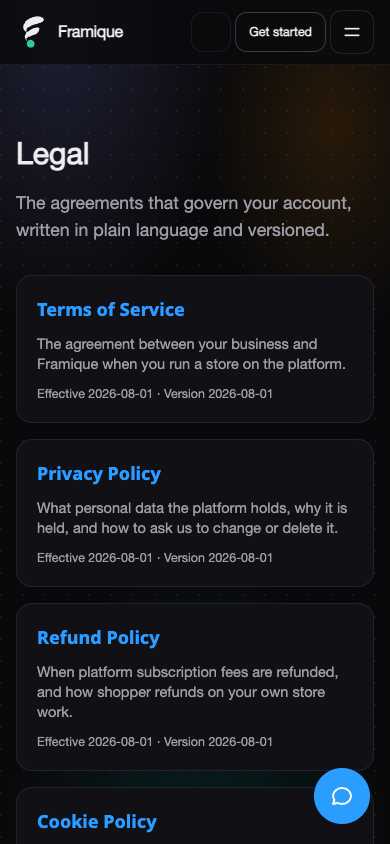 Framique
Get started
Legal
The agreements that govern your account,
written in plain language and versioned.
Terms of Service
The agreement between your business and
Framique when you run a store on the platform.
Effective 2026-08-01 · Version 2026-08-01
Privacy Policy
What personal data the platform holds, why it is
held, and how to ask us to change or delete it.
Effective 2026-08-01 · Version 2026-08-01
Refund Policy
When platform subscription fees are refunded,
and how shopper refunds on your own store
work.
Effective 2026-08-01 · Version 2026-08-01
Cookie Policy